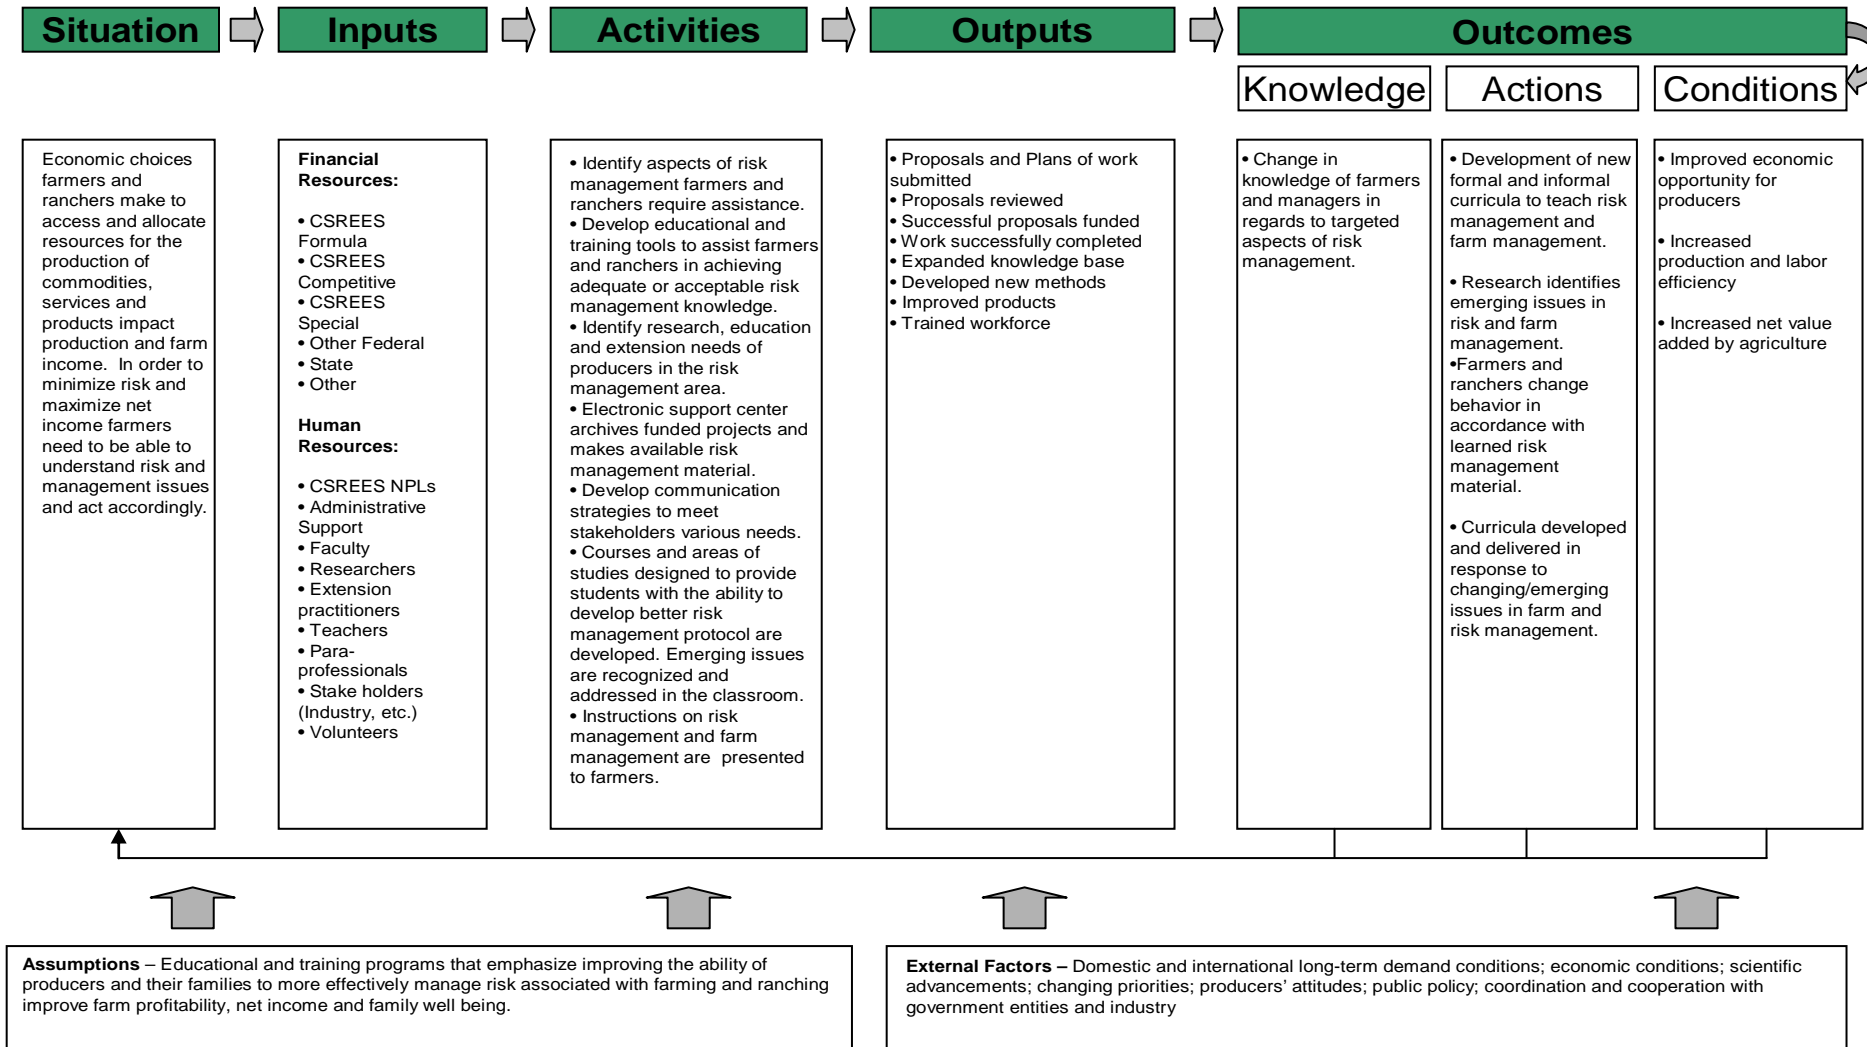 Situation
Inputs
Activities
Outputs
Outcomes
Knowledge
Actions
Conditions
Economic choices
farmers and
ranchers make to
access and allocate
resources for the
production of
commodities,
services and
products impact
production and farm
income.  In order to
minimize risk and
maximize net
income farmers
need to be able to
understand risk and
management issues
and act accordingly.
Financial
Resources:
• CSREES
Formula
• CSREES
Competitive
• CSREES
Special
• Other Federal
• State
• Other
Human
Resources:
• CSREES NPLs
• Administrative
Support
• Faculty
• Researchers
• Extension
practitioners
• Teachers
• Para-
professionals
• Stake holders
(Industry, etc.)
• Volunteers
• Identify aspects of risk
management farmers and
ranchers require assistance.
• Develop educational and
training tools to assist farmers
and ranchers in achieving
adequate or acceptable risk
management knowledge.
• Identify research, education
and extension needs of
producers in the risk
management area.
• Electronic support center
archives funded projects and
makes available risk
management material.
• Develop communication
strategies to meet
stakeholders various needs.
• Courses and areas of
studies designed to provide
students with the ability to
develop better risk
management protocol are
developed. Emerging issues
are recognized and
addressed in the classroom.
• Instructions on risk
management and farm
management are  presented
to farmers.
• Proposals and Plans of work
submitted
• Proposals reviewed
• Successful proposals funded
• Work successfully completed
• Expanded knowledge base
• Developed new methods
• Improved products
• Trained workforce
• Change in
knowledge of farmers
and managers in
regards to targeted
aspects of risk
management.
• Development of new
formal and informal
curricula to teach risk
management and
farm management.
• Research identifies
emerging issues in
risk and farm
management.
•Farmers and
ranchers change
behavior in
accordance with
learned risk
management
material.
• Curricula developed
and delivered in
response to
changing/emerging
issues in farm and
risk management.
• Improved economic
opportunity for
producers
• Increased
production and labor
efficiency
• Increased net value
added by agriculture
Assumptions – Educational and training programs that emphasize improving the ability of
producers and their families to more effectively manage risk associated with farming and ranching
improve farm profitability, net income and family well being.
External Factors – Domestic and international long-term demand conditions; economic conditions; scientific
advancements; changing priorities; producers’ attitudes; public policy; coordination and cooperation with
government entities and industry